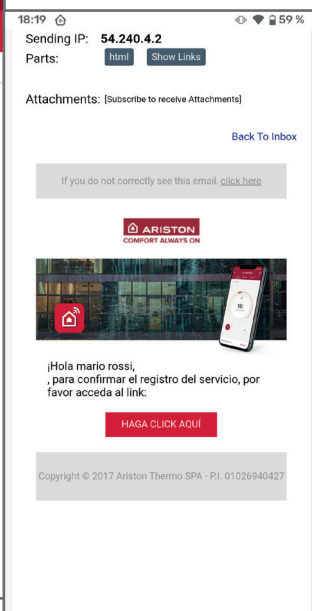 18:19
59 %
Sending IP: 54.240.4.2
Parts: html Show Links
Attachments: [Subscribe to receive Attachments]
Back To Inbox
If you do not correctly see this email, click here
ARISTON
COMFORT ALWAYS ON
¡Hola mario rossi,
, para confirmar el registro del servicio, por
favor acceda al link:
HAGA CLICK AQUÍ
Copyright © 2017 Ariston Thermo SPA - P.I. 01026940427